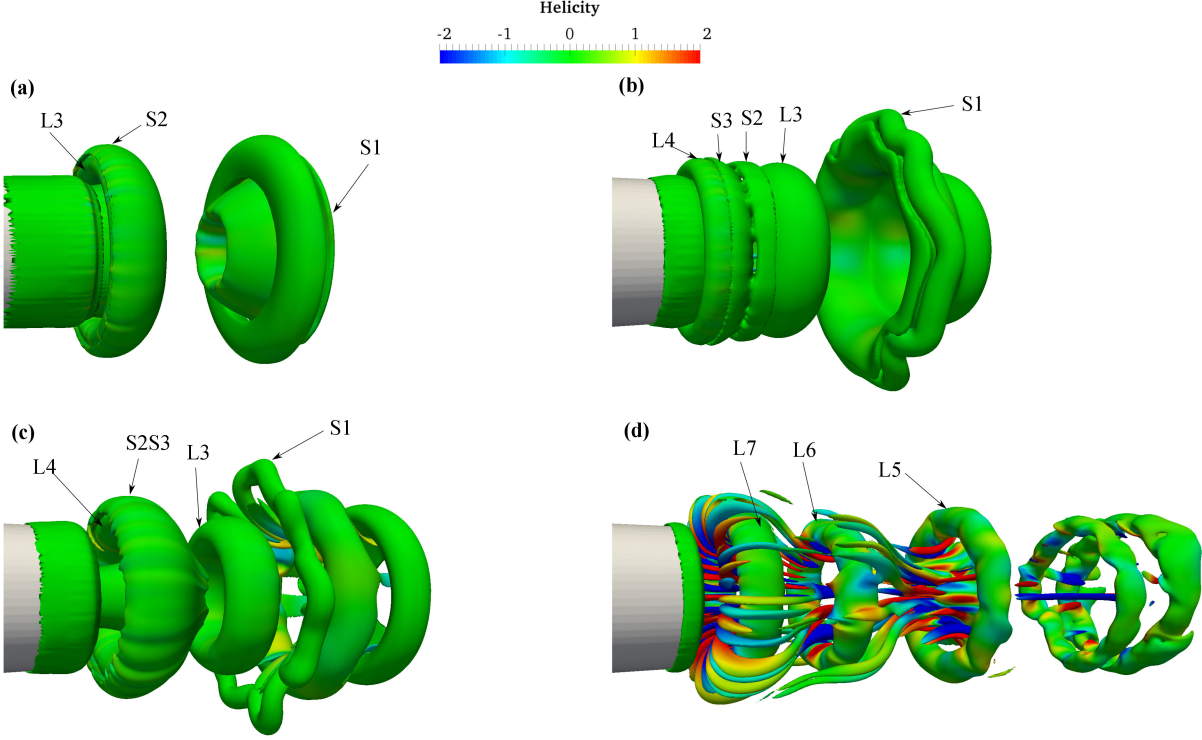 Helicity
-2 -1 0 1 2
(a)
L3
S2
S1
(b)
L4
S3
S2
L3
S1
(c)
L4
S2S3
L3
S1
(d)
L7
L6
L5